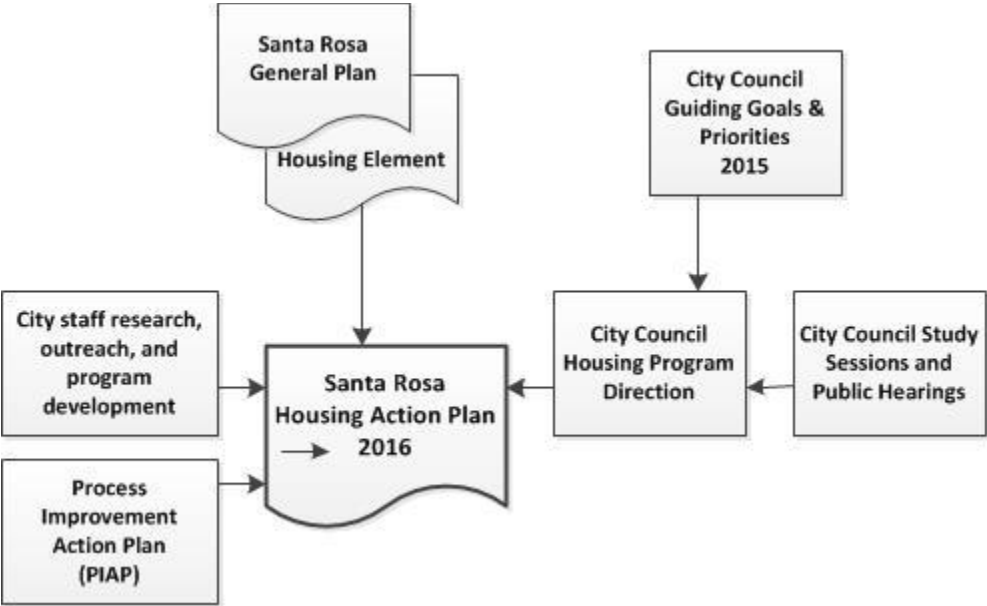 Santa Rosa
General Plan
Housing Element
City Council
Guiding Goals &
Priorities
2015
City staff research,
outreach, and
program
development
Santa Rosa
Housing Action Plan
2016
City Council
Housing Program
Direction
City Council Study
Sessions and
Public Hearings
Process
Improvement
Action Plan
(PIAP)